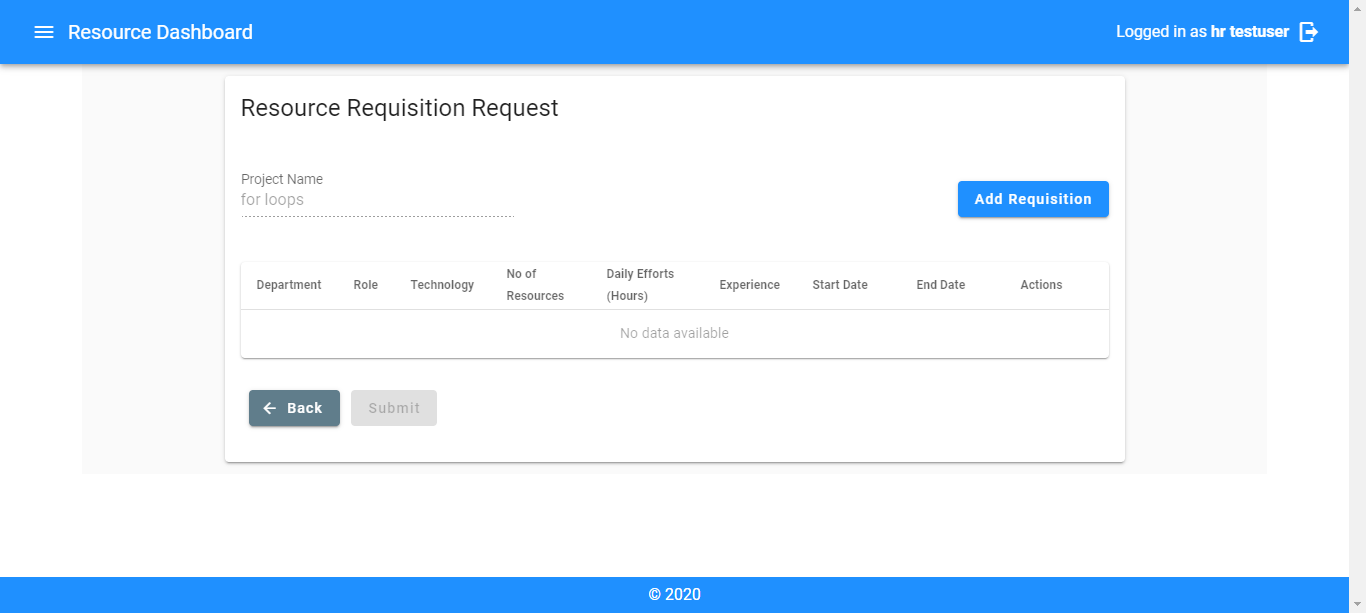 Resource Dashboard
Logged in as hr testuser
Resource Requisition Request
Project Name
for loops
Add Requisition
Department Role Technology No of Resources Daily Efforts (Hours) Experience Start Date End Date Actions
No data available
Back Submit
© 2020